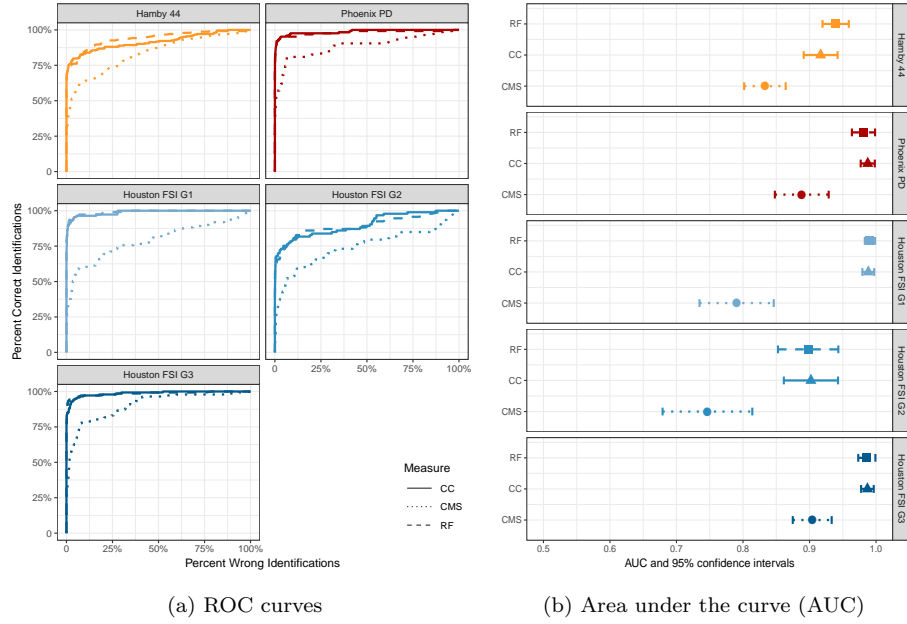 Hamby 44
Phoenix PD
100%
75%
50%
25%
0
Houston FSI G1
Houston FSI G2
100%
75%
50%
25%
0
0 25% 50% 75% 100%
Houston FSI G3
100%
75%
50%
25%
0
0 25% 50% 75% 100%
Percent Wrong Identifications
Percent Correct Identifications
Measure
CC
CMS
RF
(a) ROC curves
RF
CC
CMS
Hamby 44
RF
CC
CMS
Phoenix PD
RF
CC
CMS
Houston FSI G1
RF
CC
CMS
Houston FSI G2
RF
CC
CMS
Houston FSI G3
0.5 0.6 0.7 0.8 0.9 1.0
AUC and 95% confidence intervals
(b) Area under the curve (AUC)